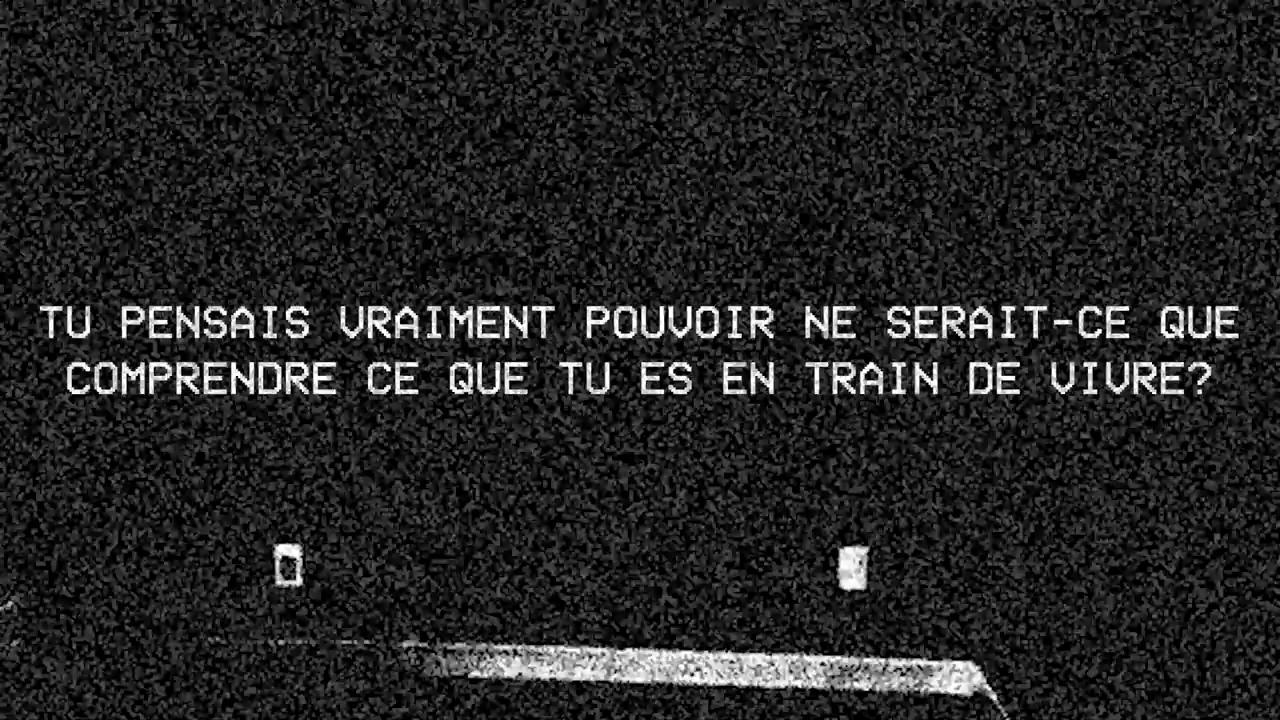 TU PENSAIS VRAIMENT POUVOIR NE SERAIT-CE QUE
COMPRENDRE CE QUE TU ES EN TRAIN DE VIVRE?